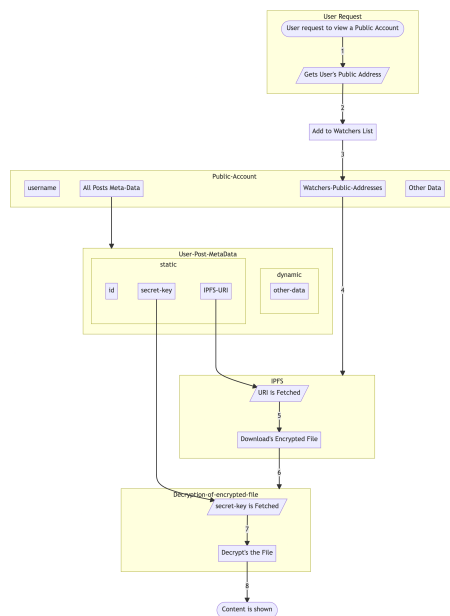 User Request
User request to view a Public Account
1
Gets User's Public Address
2
Add to Watchers List
3
Public-Account
username
All Posts Meta-Data
Watchers-Public-Addresses
Other Data
User-Post-MetaData
static
dynamic
id
secret-key
IPFS-URI
other-data
4
IPFS
URI is Fetched
5
Download's Encrypted File
6
Decryption-of-encrypted-file
secret-key is Fetched
7
Decrypt's the File
8
Content is shown